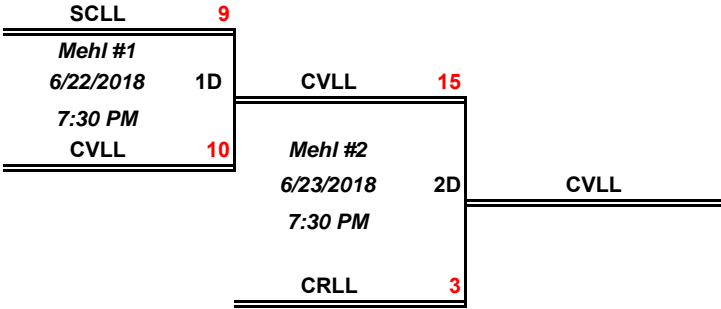 SCLL 9
Mehl #1
6/22/2018 1D
7:30 PM
CVLL 10
CVLL 15
Mehl #2
6/23/2018 2D
7:30 PM
CRLL 3
CVLL